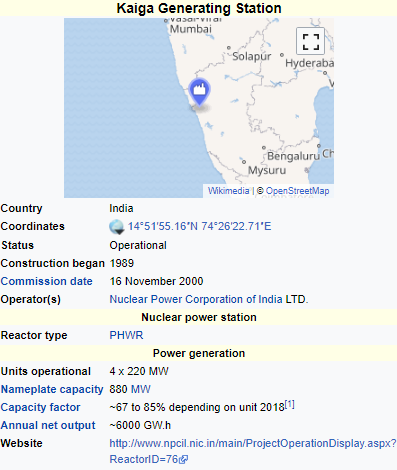 Kaiga Generating Station
Vasai-Virar
Mumbai
Solapur
Hyderabad
Bengaluru
Ch
Mysuru
Wikimedia | © OpenStreetMap
Country India
Coordinates 14°51′55.16″N 74°26′22.71″E
Status Operational
Construction began 1989
Commission date 16 November 2000
Operator(s) Nuclear Power Corporation of India LTD.
Nuclear power station
Reactor type PHWR
Power generation
Units operational 4 x 220 MW
Nameplate capacity 880 MW
Capacity factor ~67 to 85% depending on unit 2018[1]
Annual net output ~6000 GW.h
Website http://www.npcil.nic.in/main/ProjectOperationDisplay.aspx?
ReactorID=76